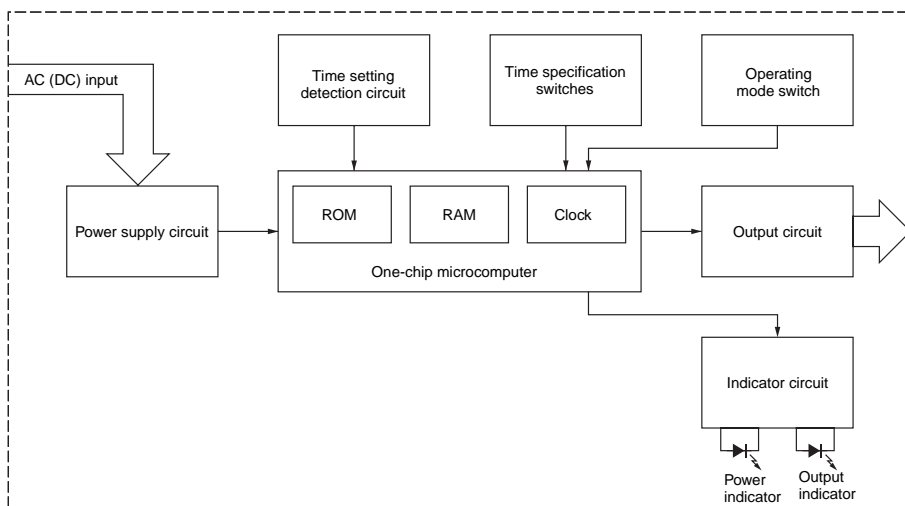 AC (DC) input
Time setting
detection circuit
Time specification
switches
Operating
mode switch
Power supply circuit
ROM
RAM
Clock
One-chip microcomputer
Output circuit
Indicator circuit
Power
indicator
Output
indicator